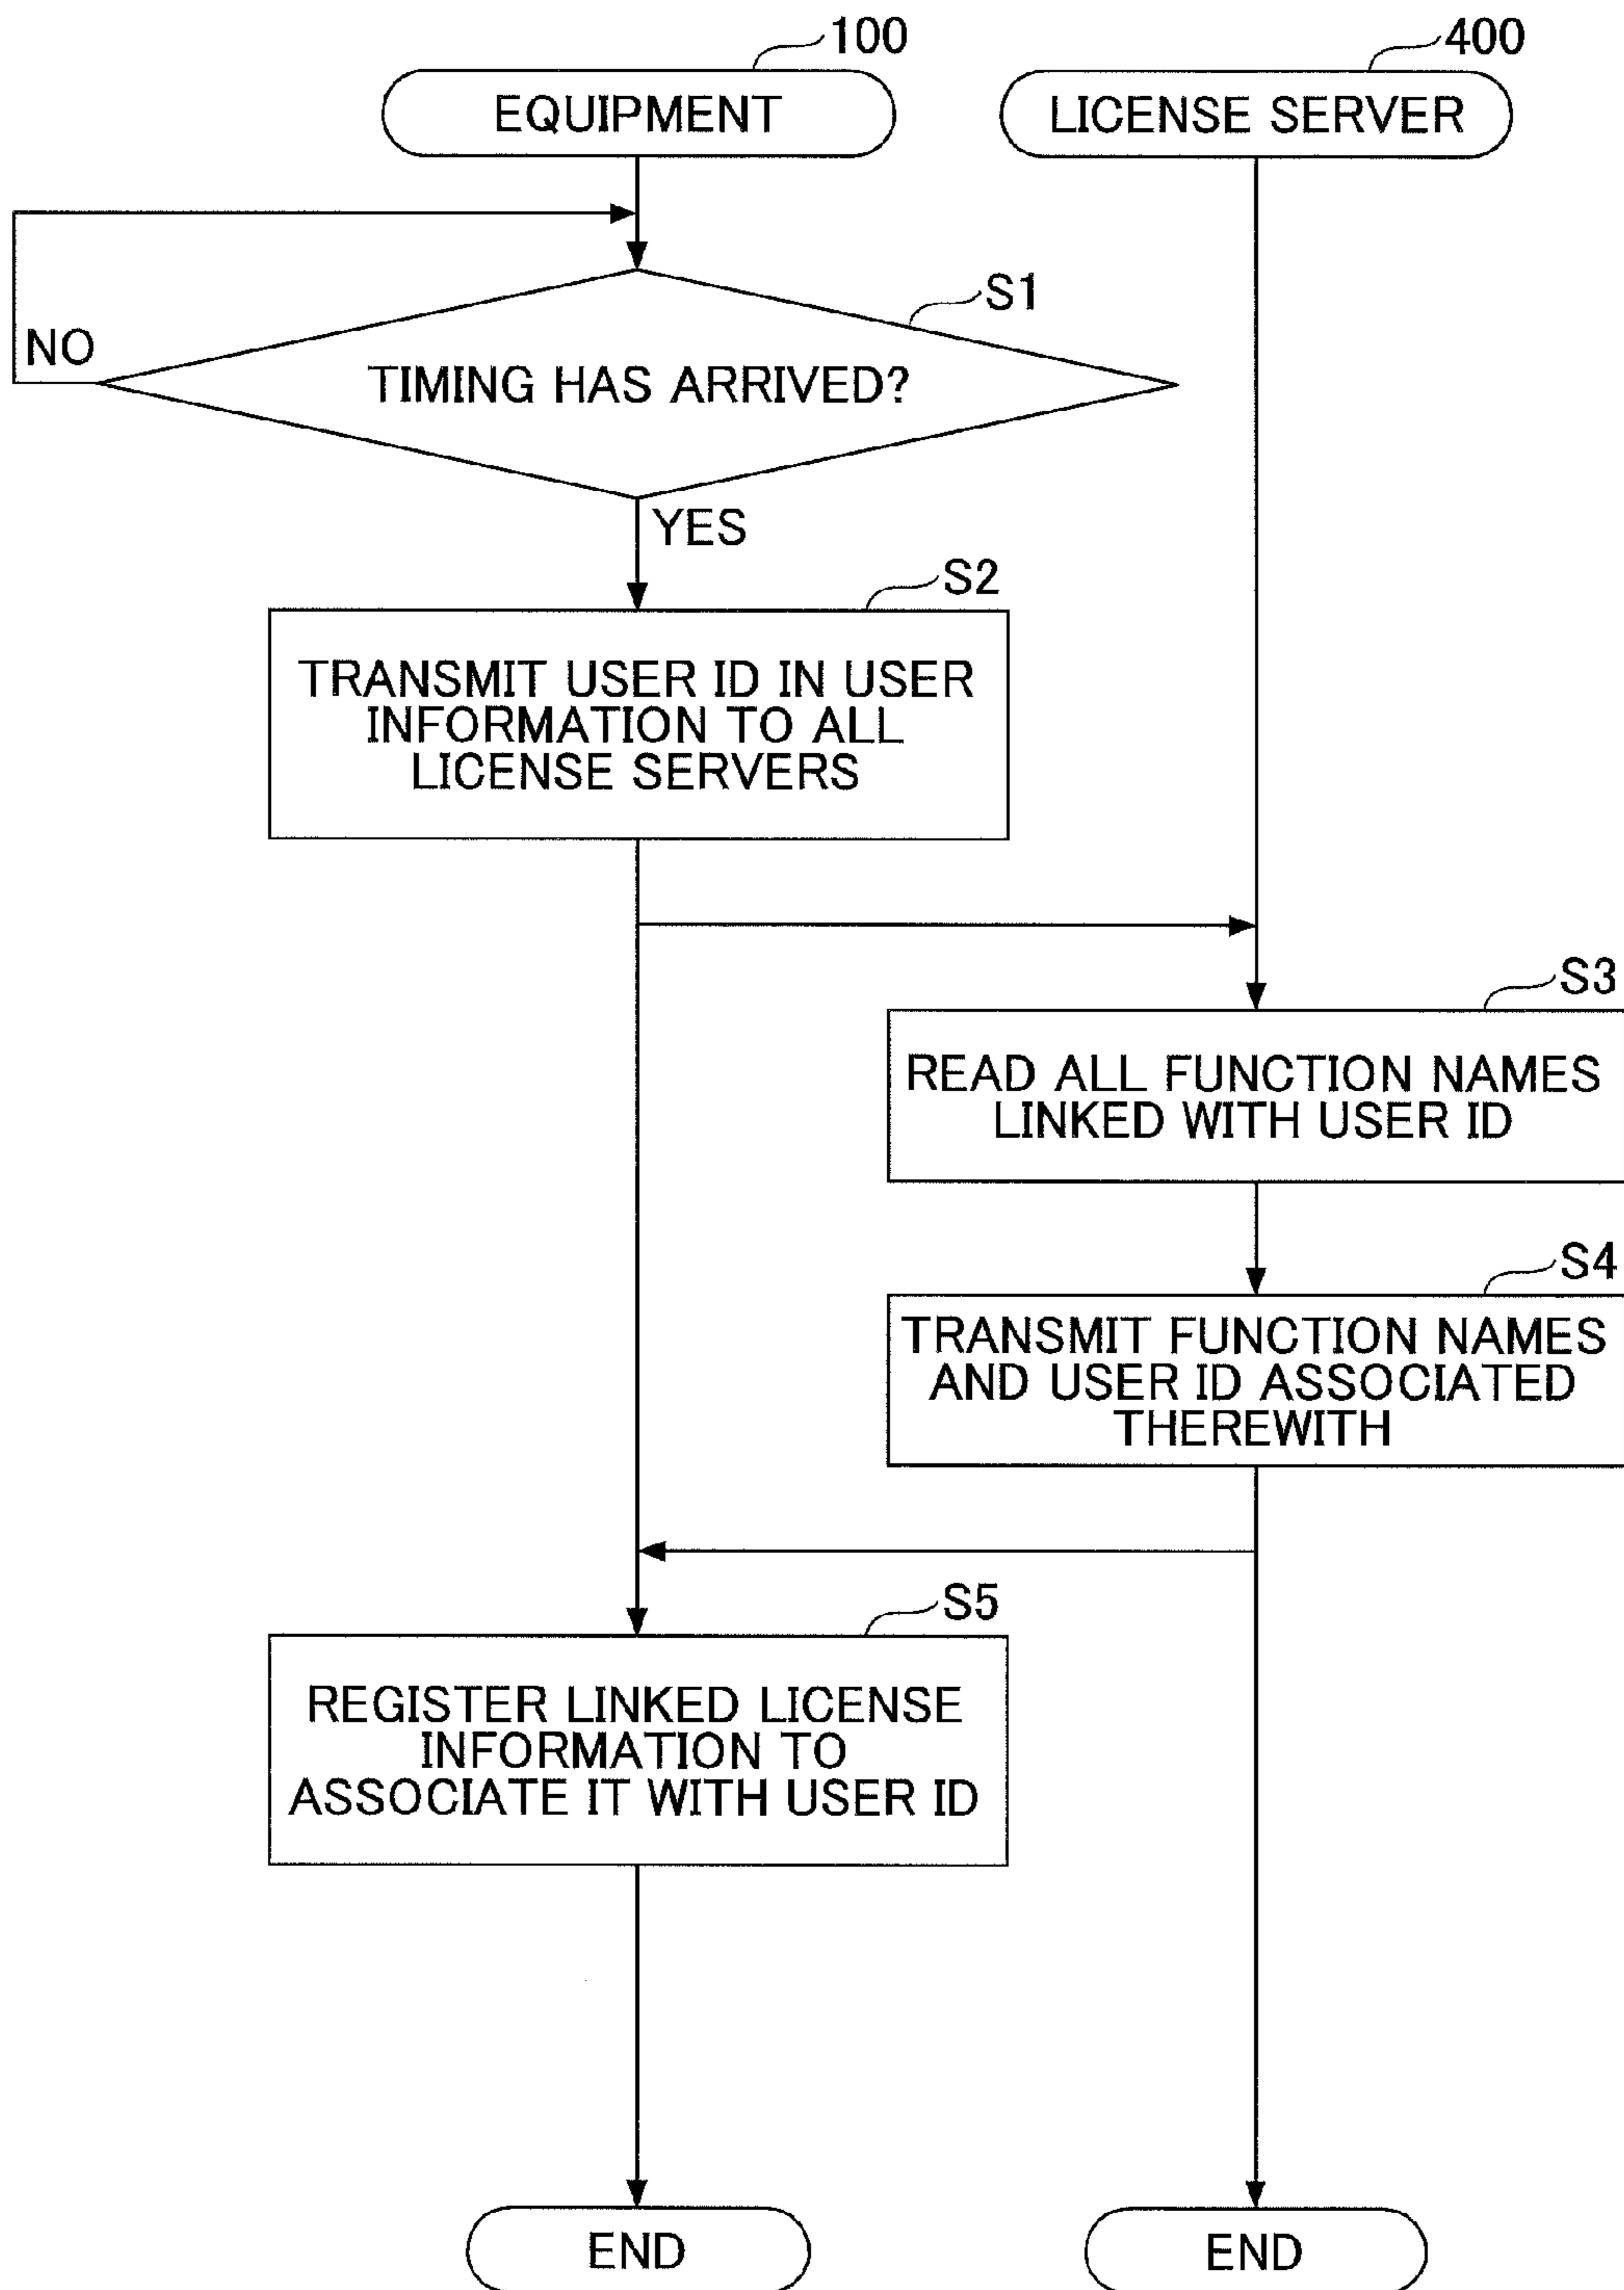 100
400
EQUIPMENT
LICENSE SERVER
S1
NO
TIMING HAS ARRIVED?
YES
S2
TRANSMIT USER ID IN USER
INFORMATION TO ALL
LICENSE SERVERS
S3
READ ALL FUNCTION NAMES
LINKED WITH USER ID
S4
TRANSMIT FUNCTION NAMES
AND USER ID ASSOCIATED
THEREWITH
S5
REGISTER LINKED LICENSE
INFORMATION TO
ASSOCIATE IT WITH USER ID
END
END